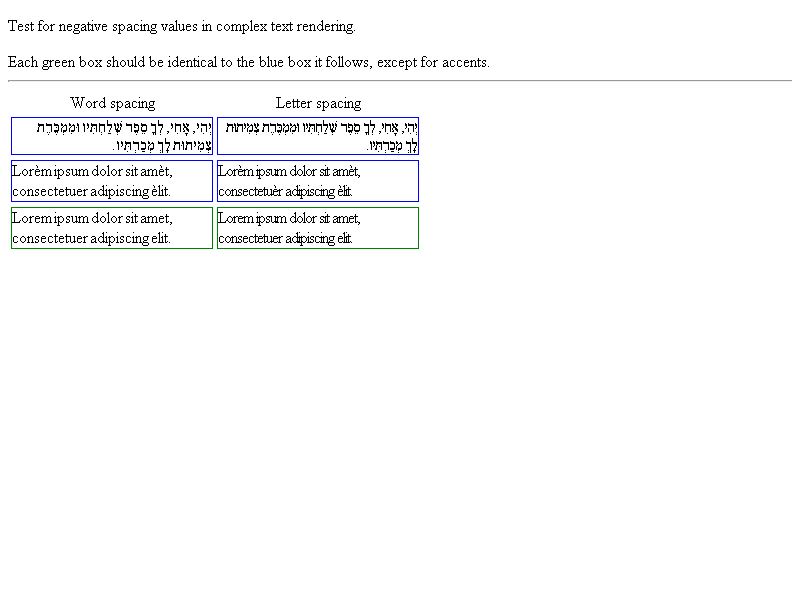 Test for negative spacing values in complex text rendering.
Each green box should be identical to the blue box it follows, except for accents.
Word spacing
Letter spacing
יְהִי, אָחִי, לְךָ סֵפֶר שְׁלַחְתִּיו וּמִמְכֶּרֶת
צְמִיתוּת לָךְ מְכַרְתִּיו.
יְהִי, אָחִי, לְךָ סֵפֶר שְׁלַחְתִּיו וּמִמְכֶּרֶת צְמִיתוּת
לָךְ מְכַרְתִּיו.
Lorèm ipsum dolor sit amèt,
consectetuer adipiscing èlit.
Lorèm ipsum dolor sit amèt,
consectetuèr adipiscing èlit.
Lorem ipsum dolor sit amet,
consectetuer adipiscing elit.
Lorem ipsum dolor sit amet,
consectetuer adipiscing elit.